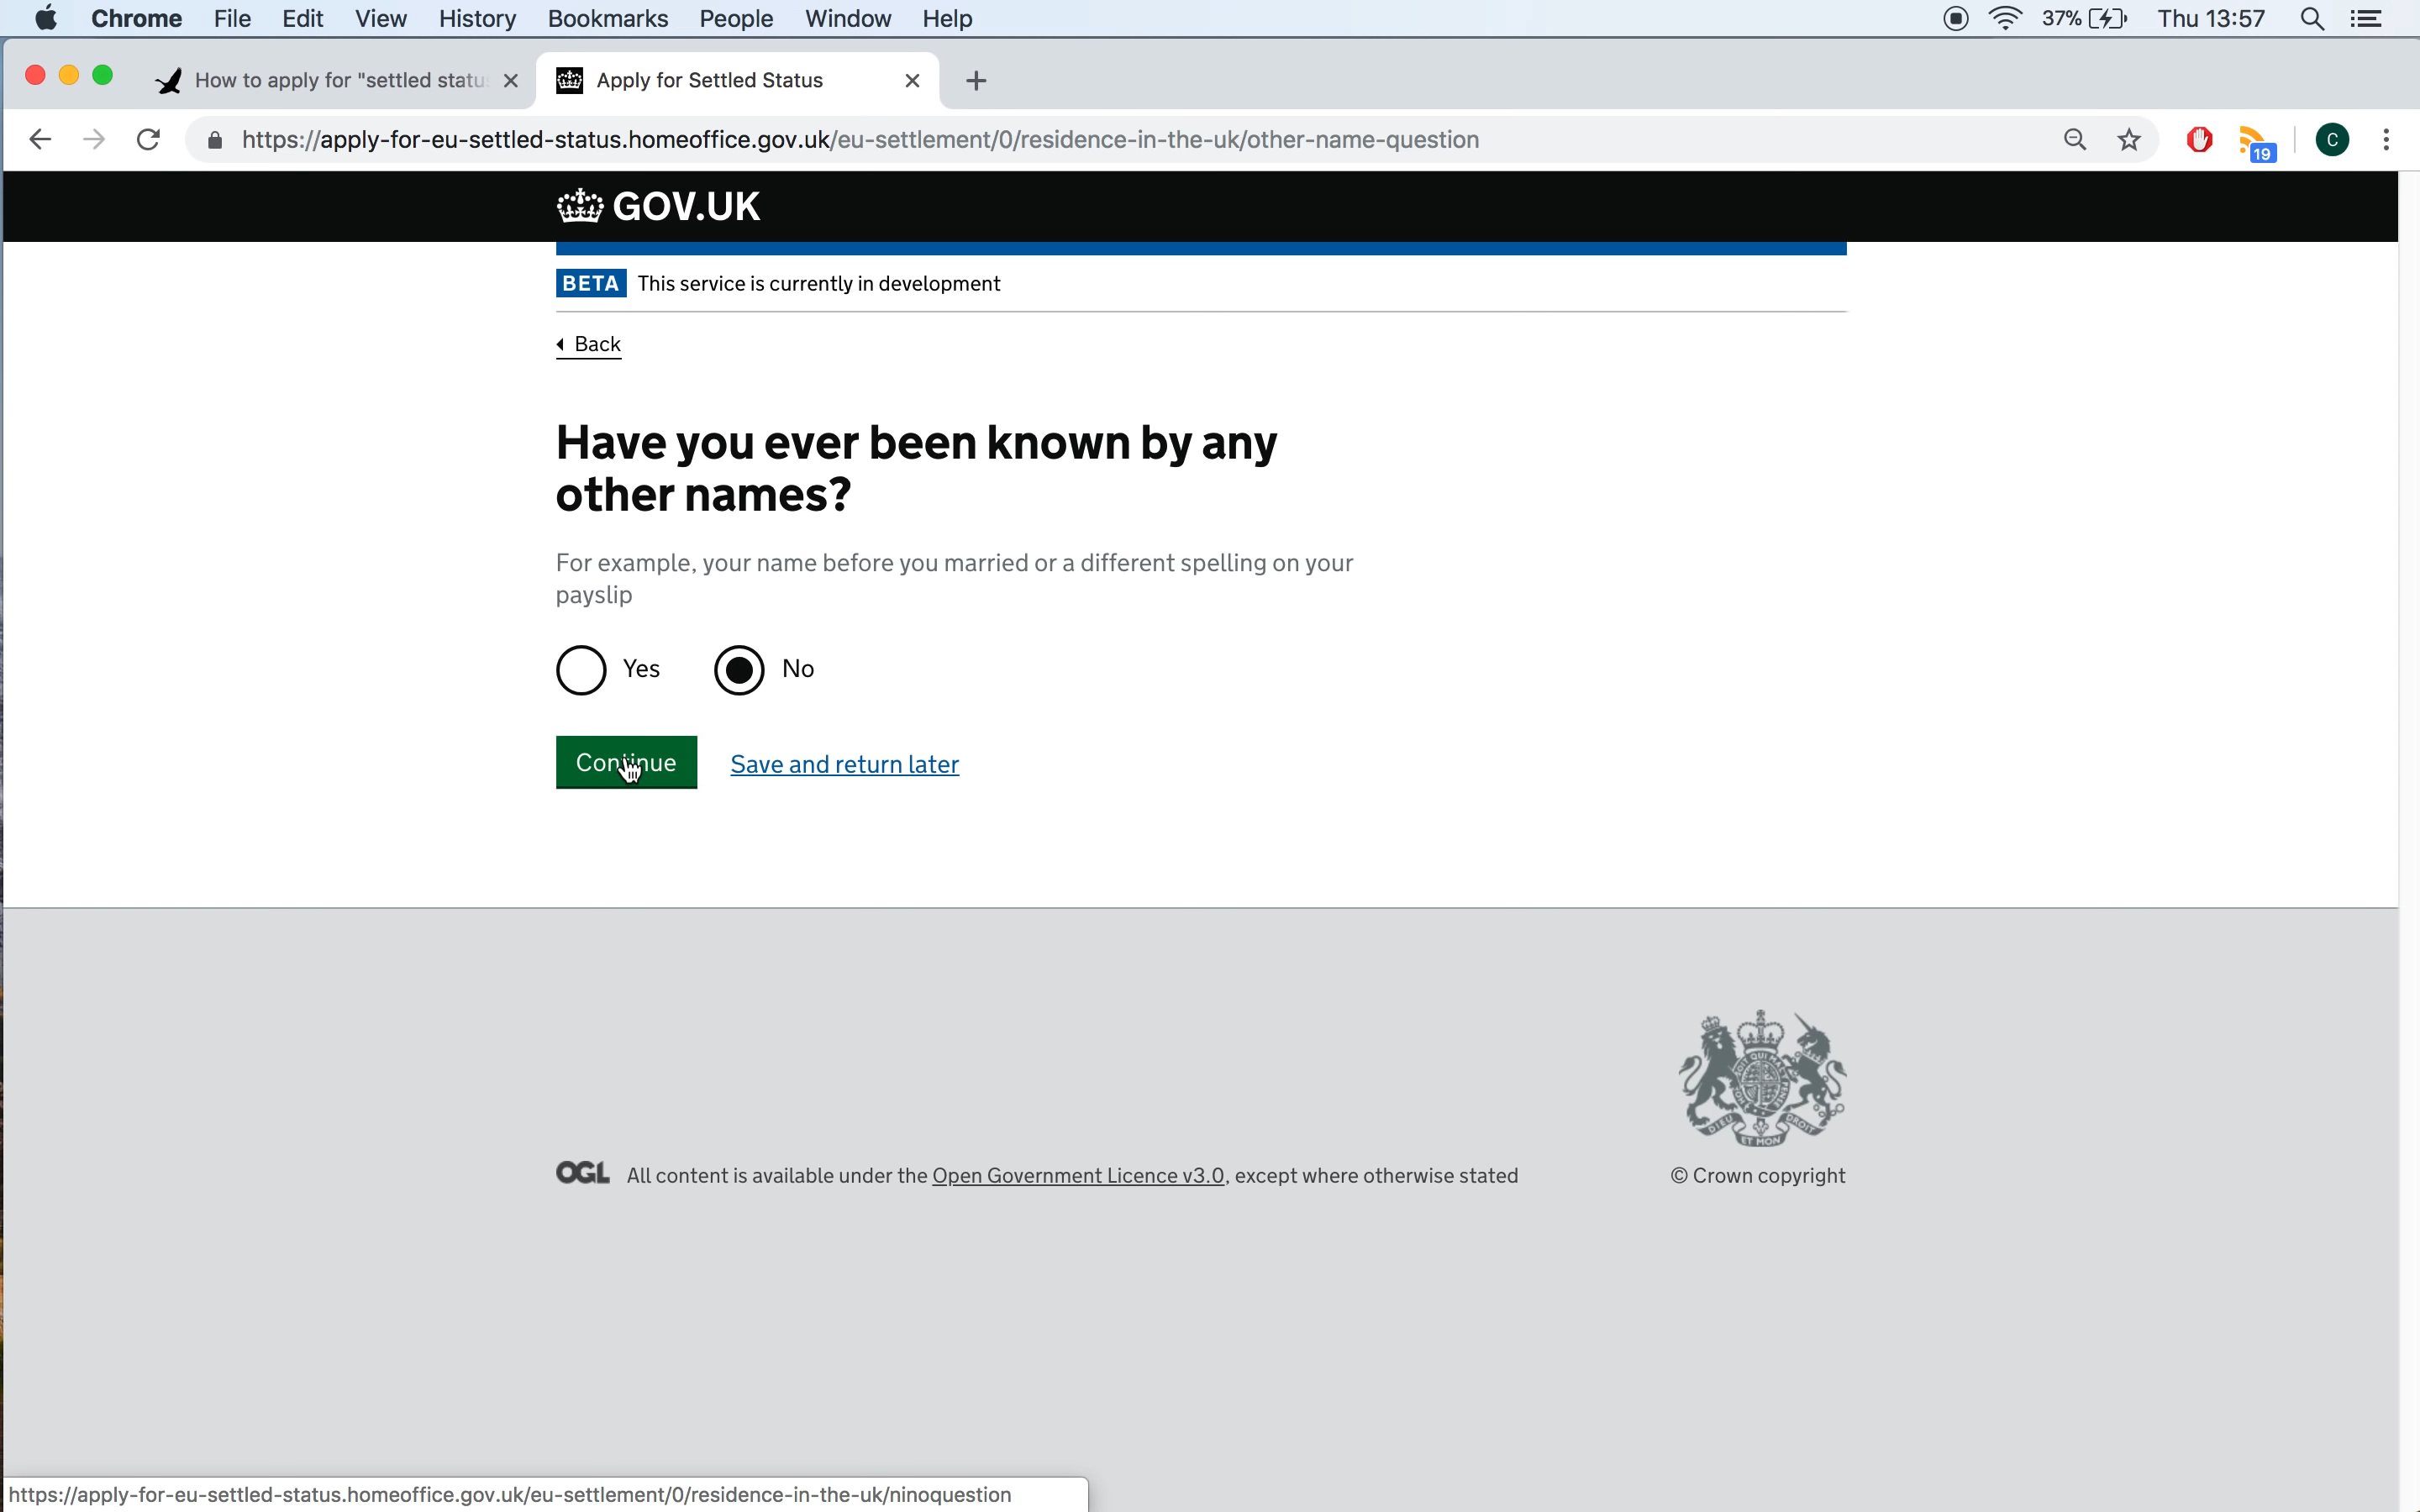 Chrome File Edit View History Bookmarks People Window Help 37% Thu 13:57
How to apply for "settled statu Apply for Settled Status
https://apply-for-eu-settled-status.homeoffice.gov.uk/eu-settlement/0/residence-in-the-uk/other-name-question 19 C
GOV.UK
BETA This service is currently in development
Back
Have you ever been known by any
other names?
For example, your name before you married or a different spelling on your
payslip
Yes No
Continue Save and return later
DIEU ET MON DROIT
OGL All content is available under the Open Government Licence v3.0, except where otherwise stated © Crown copyright
https://apply-for-eu-settled-status.homeoffice.gov.uk/eu-settlement/0/residence-in-the-uk/ninoquestion